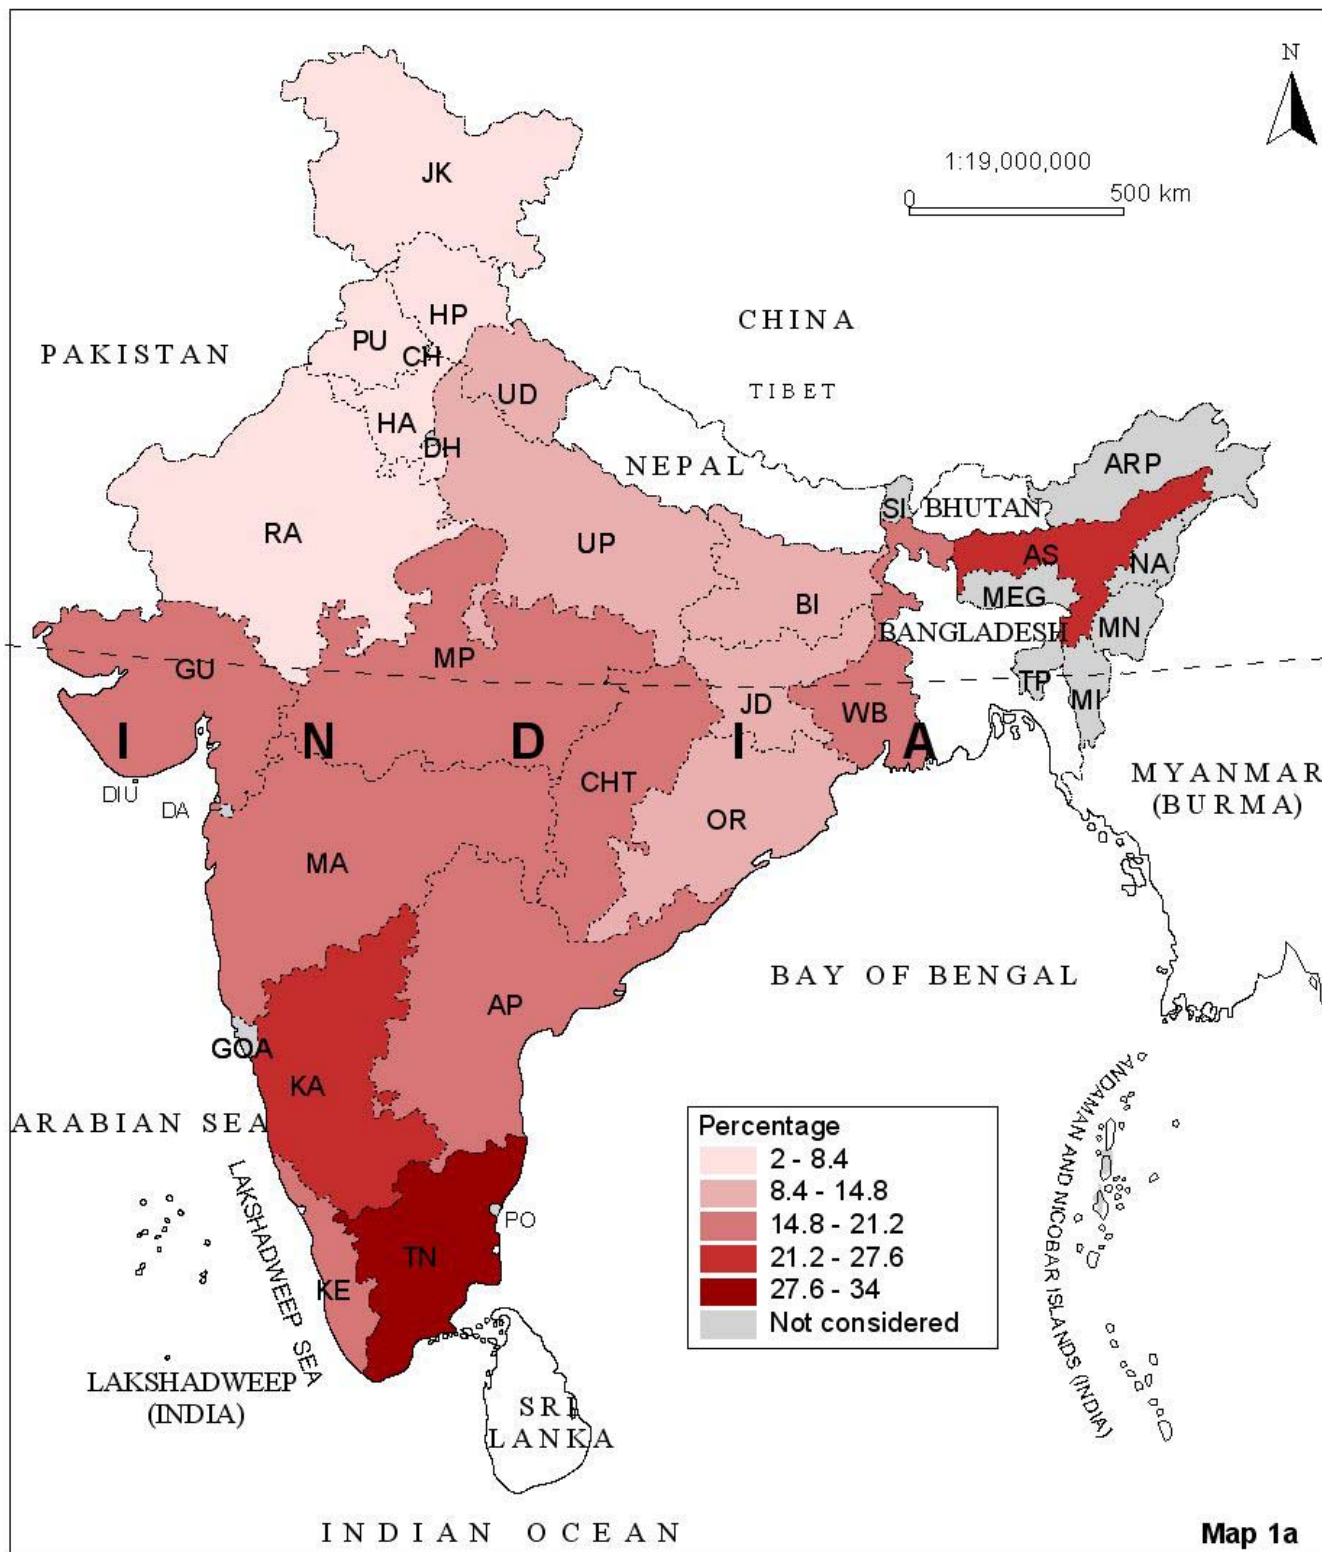 N
1:19,000,000
0
500 km
JK
HP
CHINA
PU
PAKISTAN
CH
TIBET
UD
HA
DH
NEPAL
ARP
SI
BHUTAN
RA
UP
AS
NA
MEG
BI
BANGLADESH
MN
MP
GU
TP
MI
JD
WB
I N D I A
CHT
DIU
DA
MYANMAR
(BURMA)
OR
MA
BAY OF BENGAL
AP
GOA
KA
ARABIAN SEA
Percentage
2 - 8.4
8.4 - 14.8
14.8 - 21.2
21.2 - 27.6
27.6 - 34
Not considered
ANDAMAN AND NICOBAR ISLANDS (INDIA)
LAKSHADWEEP SEA
PO
TN
KE
LAKSHADWEEP
(INDIA)
SRI
LANKA
INDIAN OCEAN
Map 1a